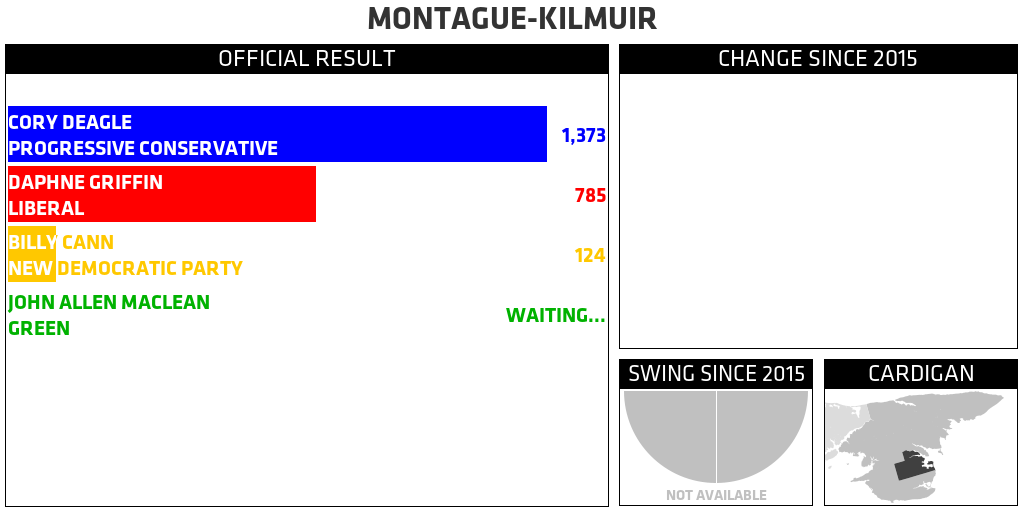 MONTAGUE-KILMUIR
OFFICIAL RESULT
CORY DEAGLE
PROGRESSIVE CONSERVATIVE
1,373
DAPHNE GRIFFIN
LIBERAL
785
BILLY CANN
NEW DEMOCRATIC PARTY
124
JOHN ALLEN MACLEAN
GREEN
WAITING...
CHANGE SINCE 2015
SWING SINCE 2015
NOT AVAILABLE
CARDIGAN